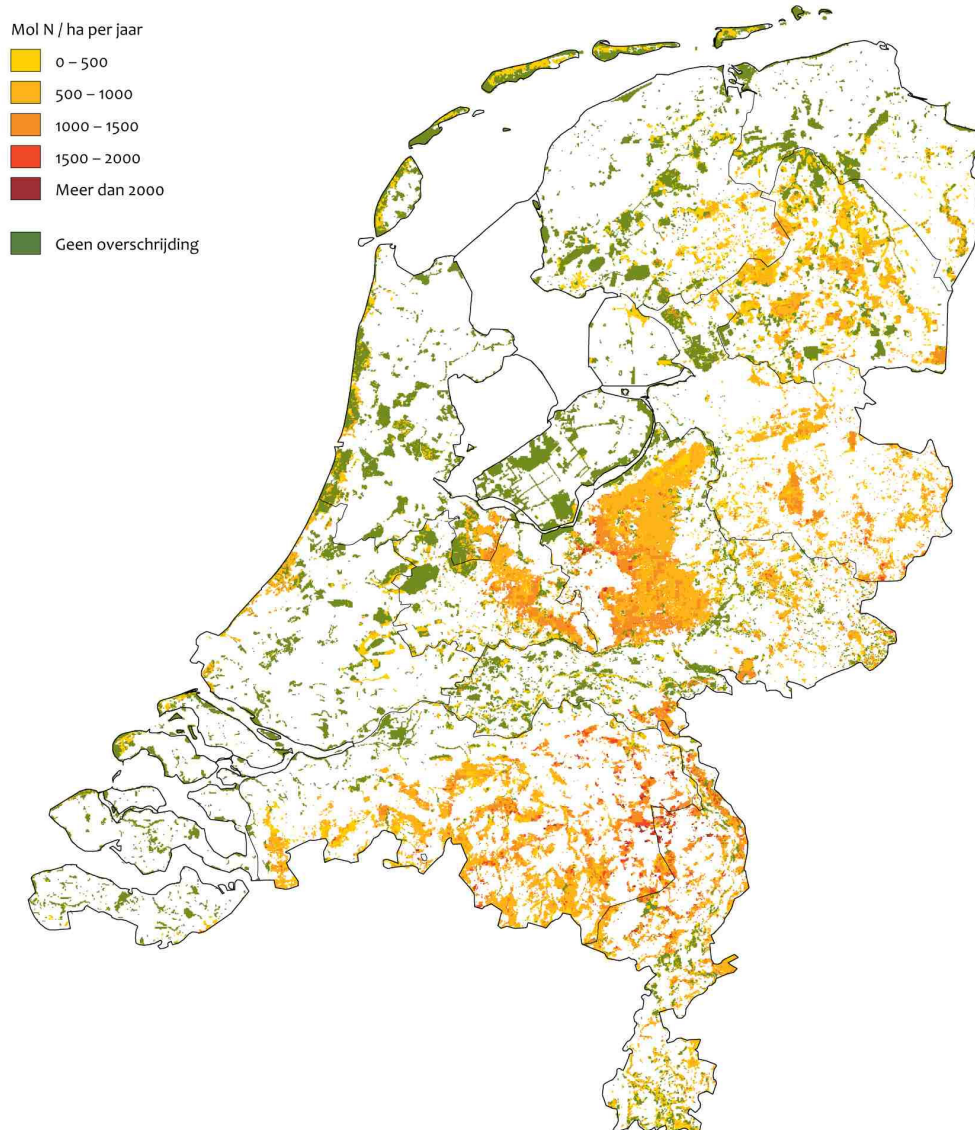 Mol N / ha per jaar
0 – 500
500 – 1000
1000 – 1500
1500 – 2000
Meer dan 2000
Geen overschrijding